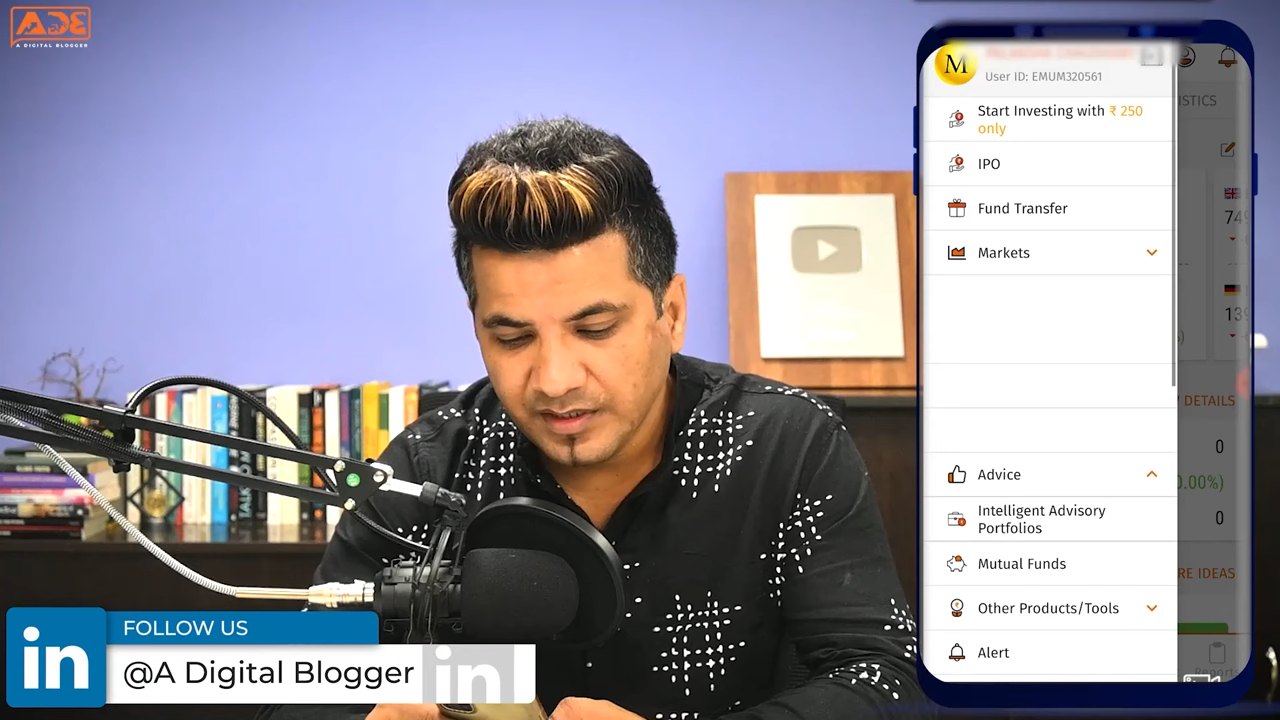 ADE
A DIGITAL BLOGGER
M
User ID: EMUM320561
Start Investing with ₹ 250
only
IPO
Fund Transfer
Markets
Advice
Intelligent Advisory
Portfolios
Mutual Funds
Other Products/Tools
Alert
ISTICS
DETAILS
0
0.00%)
0
RE IDEAS
FOLLOW US
in
@A Digital Blogger
in